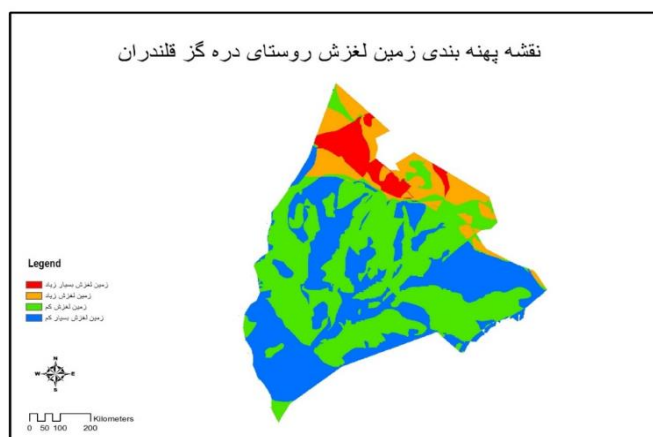 نقشه پهنه بندی زمین لغزش روستای دره گز قلندران
Legend
زمین لغزش بسیار زیاد
زمین لغزش زیاد
زمین لغزش کم
زمین لغزش بسیار کم
N
W E
S
Kilometers
0 50 100 200